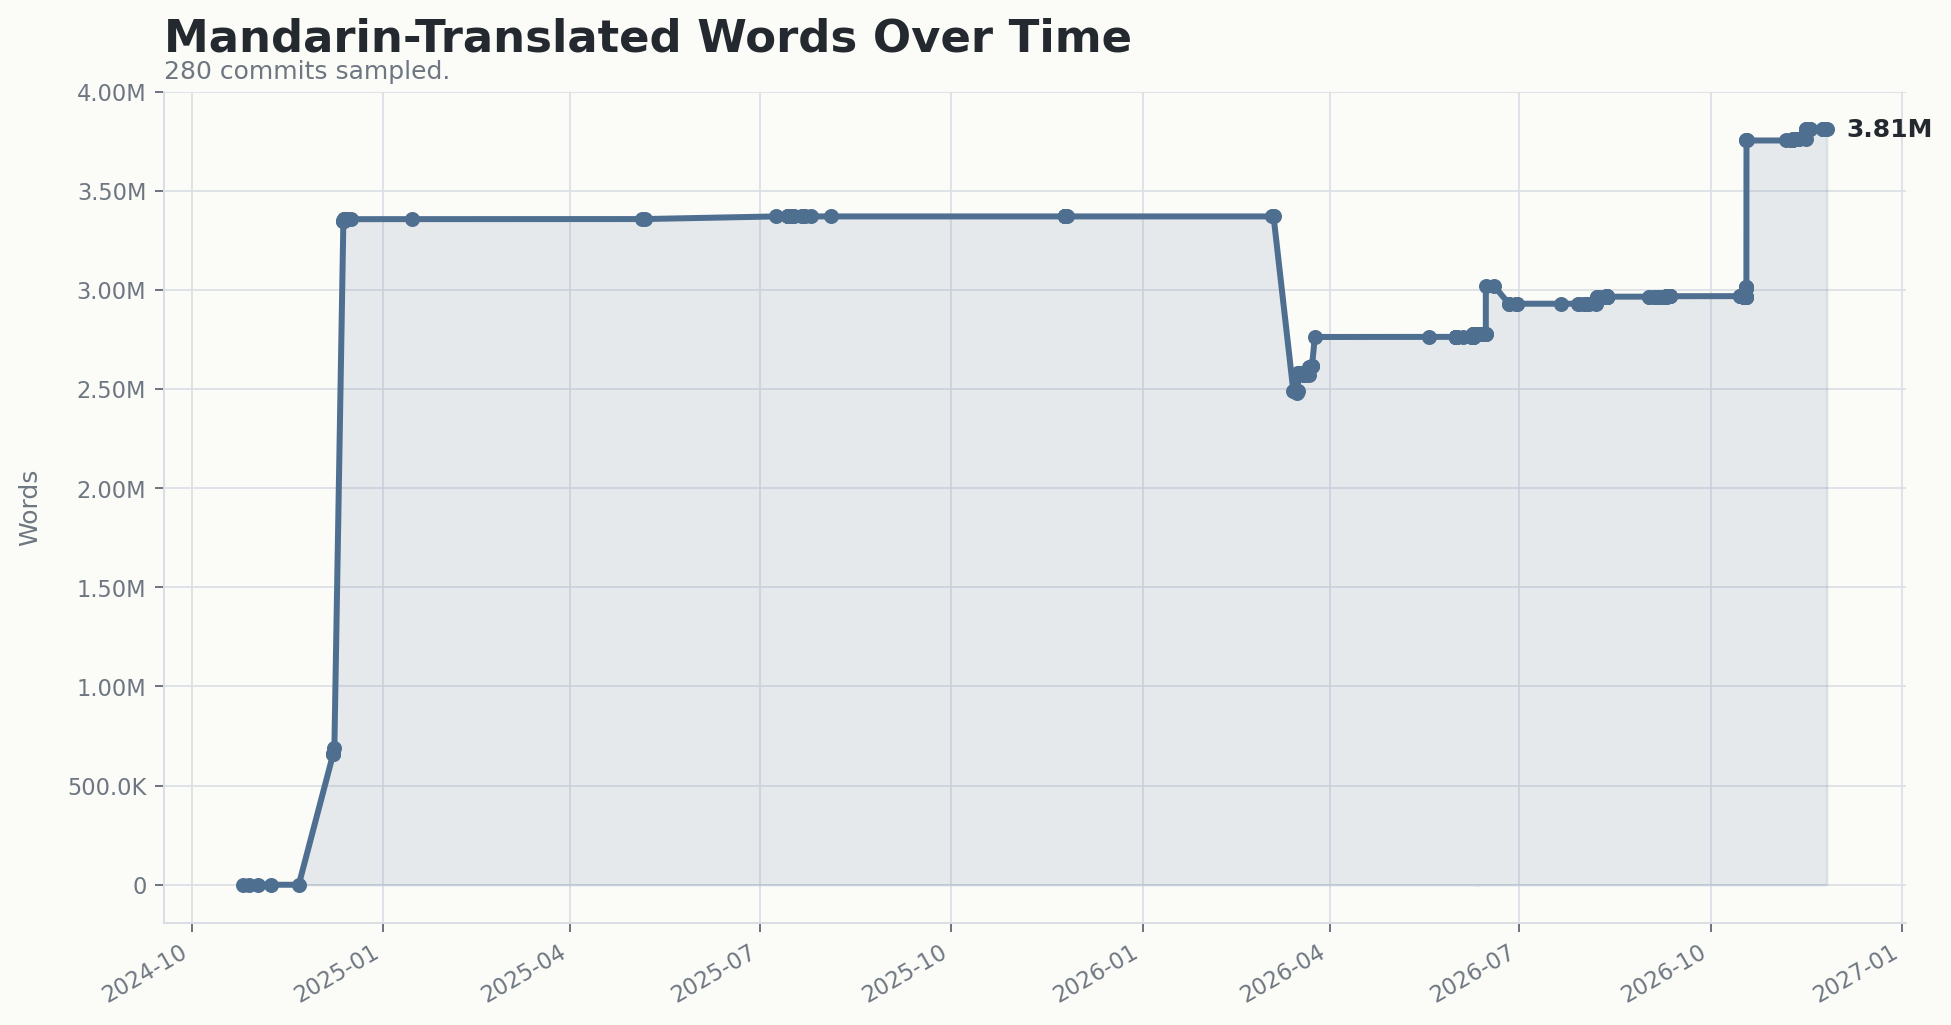 Mandarin-Translated Words Over Time
280 commits sampled.
4.00M
3.50M
3.00M
2.50M
2.00M
1.50M
1.00M
500.0K
0
Words
3.81M
2024-10
2025-01
2025-04
2025-07
2025-10
2026-01
2026-04
2026-07
2026-10
2027-01